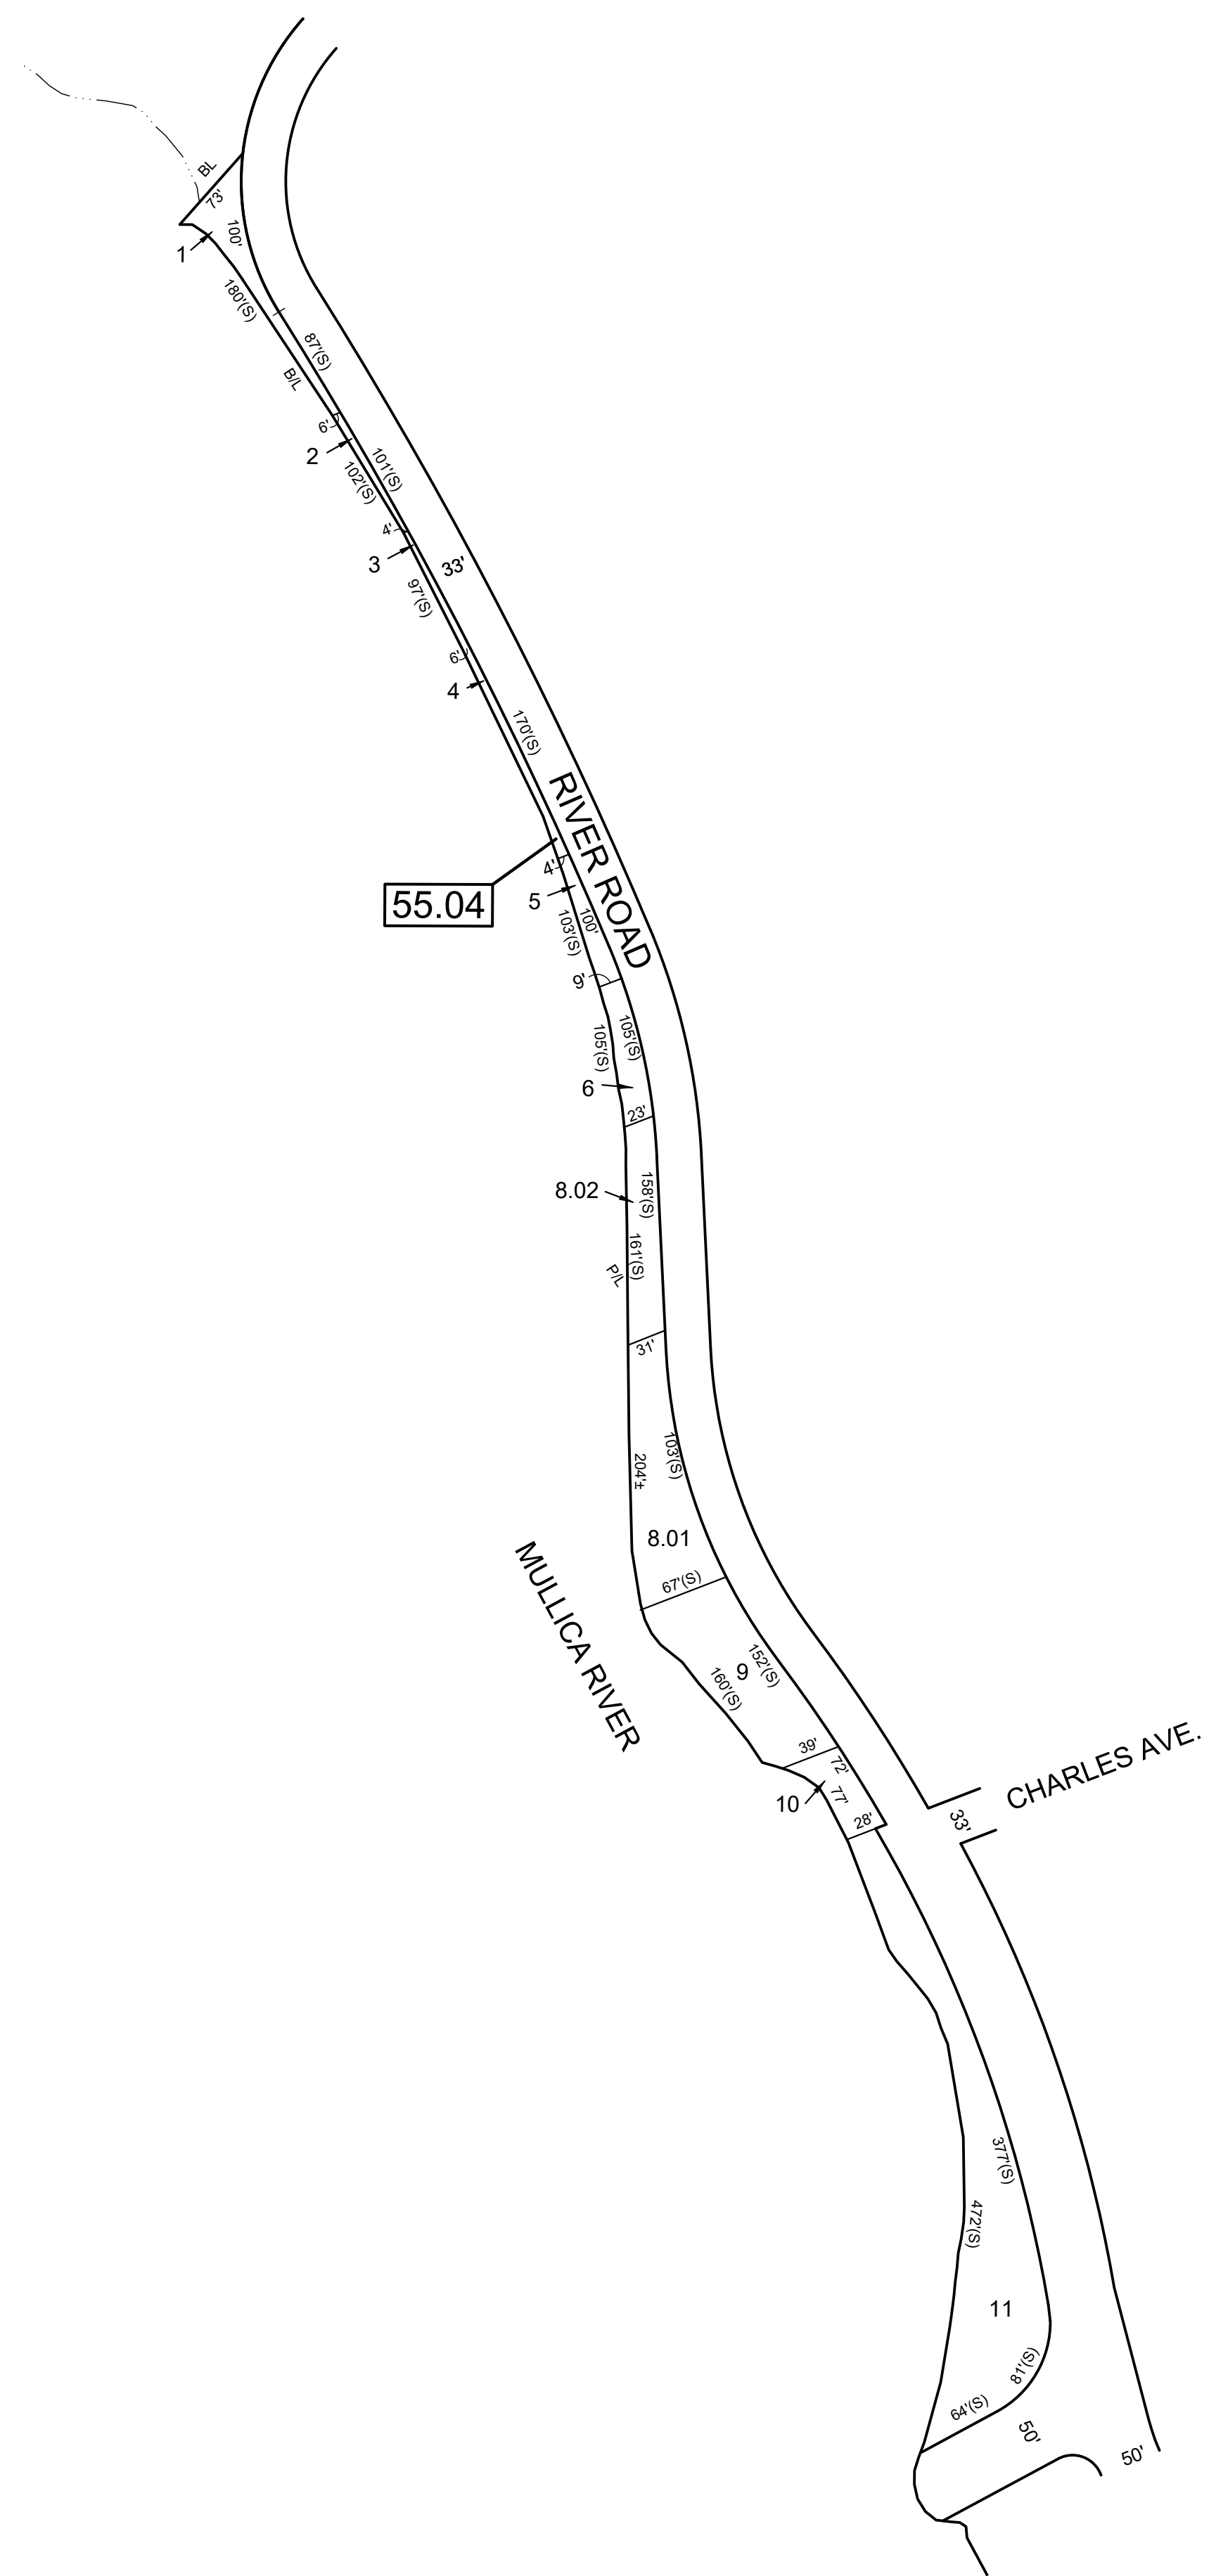 BL
73'
100'
1
180'(S)
87'(S)
B/L
6'
2
101'(S)
102'(S)
4'
3
33'
97'(S)
6'
4
170'(S)
RIVER ROAD
4'
55.04
5
100'
103'(S)
9'
105'(S)
105'(S)
6
23'
8.02
158'(S)
161'(S)
P/L
31'
103'(S)
204'±
8.01
67'(S)
MULLICA RIVER
152'(S)
9
160'(S)
39'
72'
77'
10
28'
CHARLES AVE.
33'
377'(S)
472'(S)
11
81'(S)
64'(S)
50'
50'